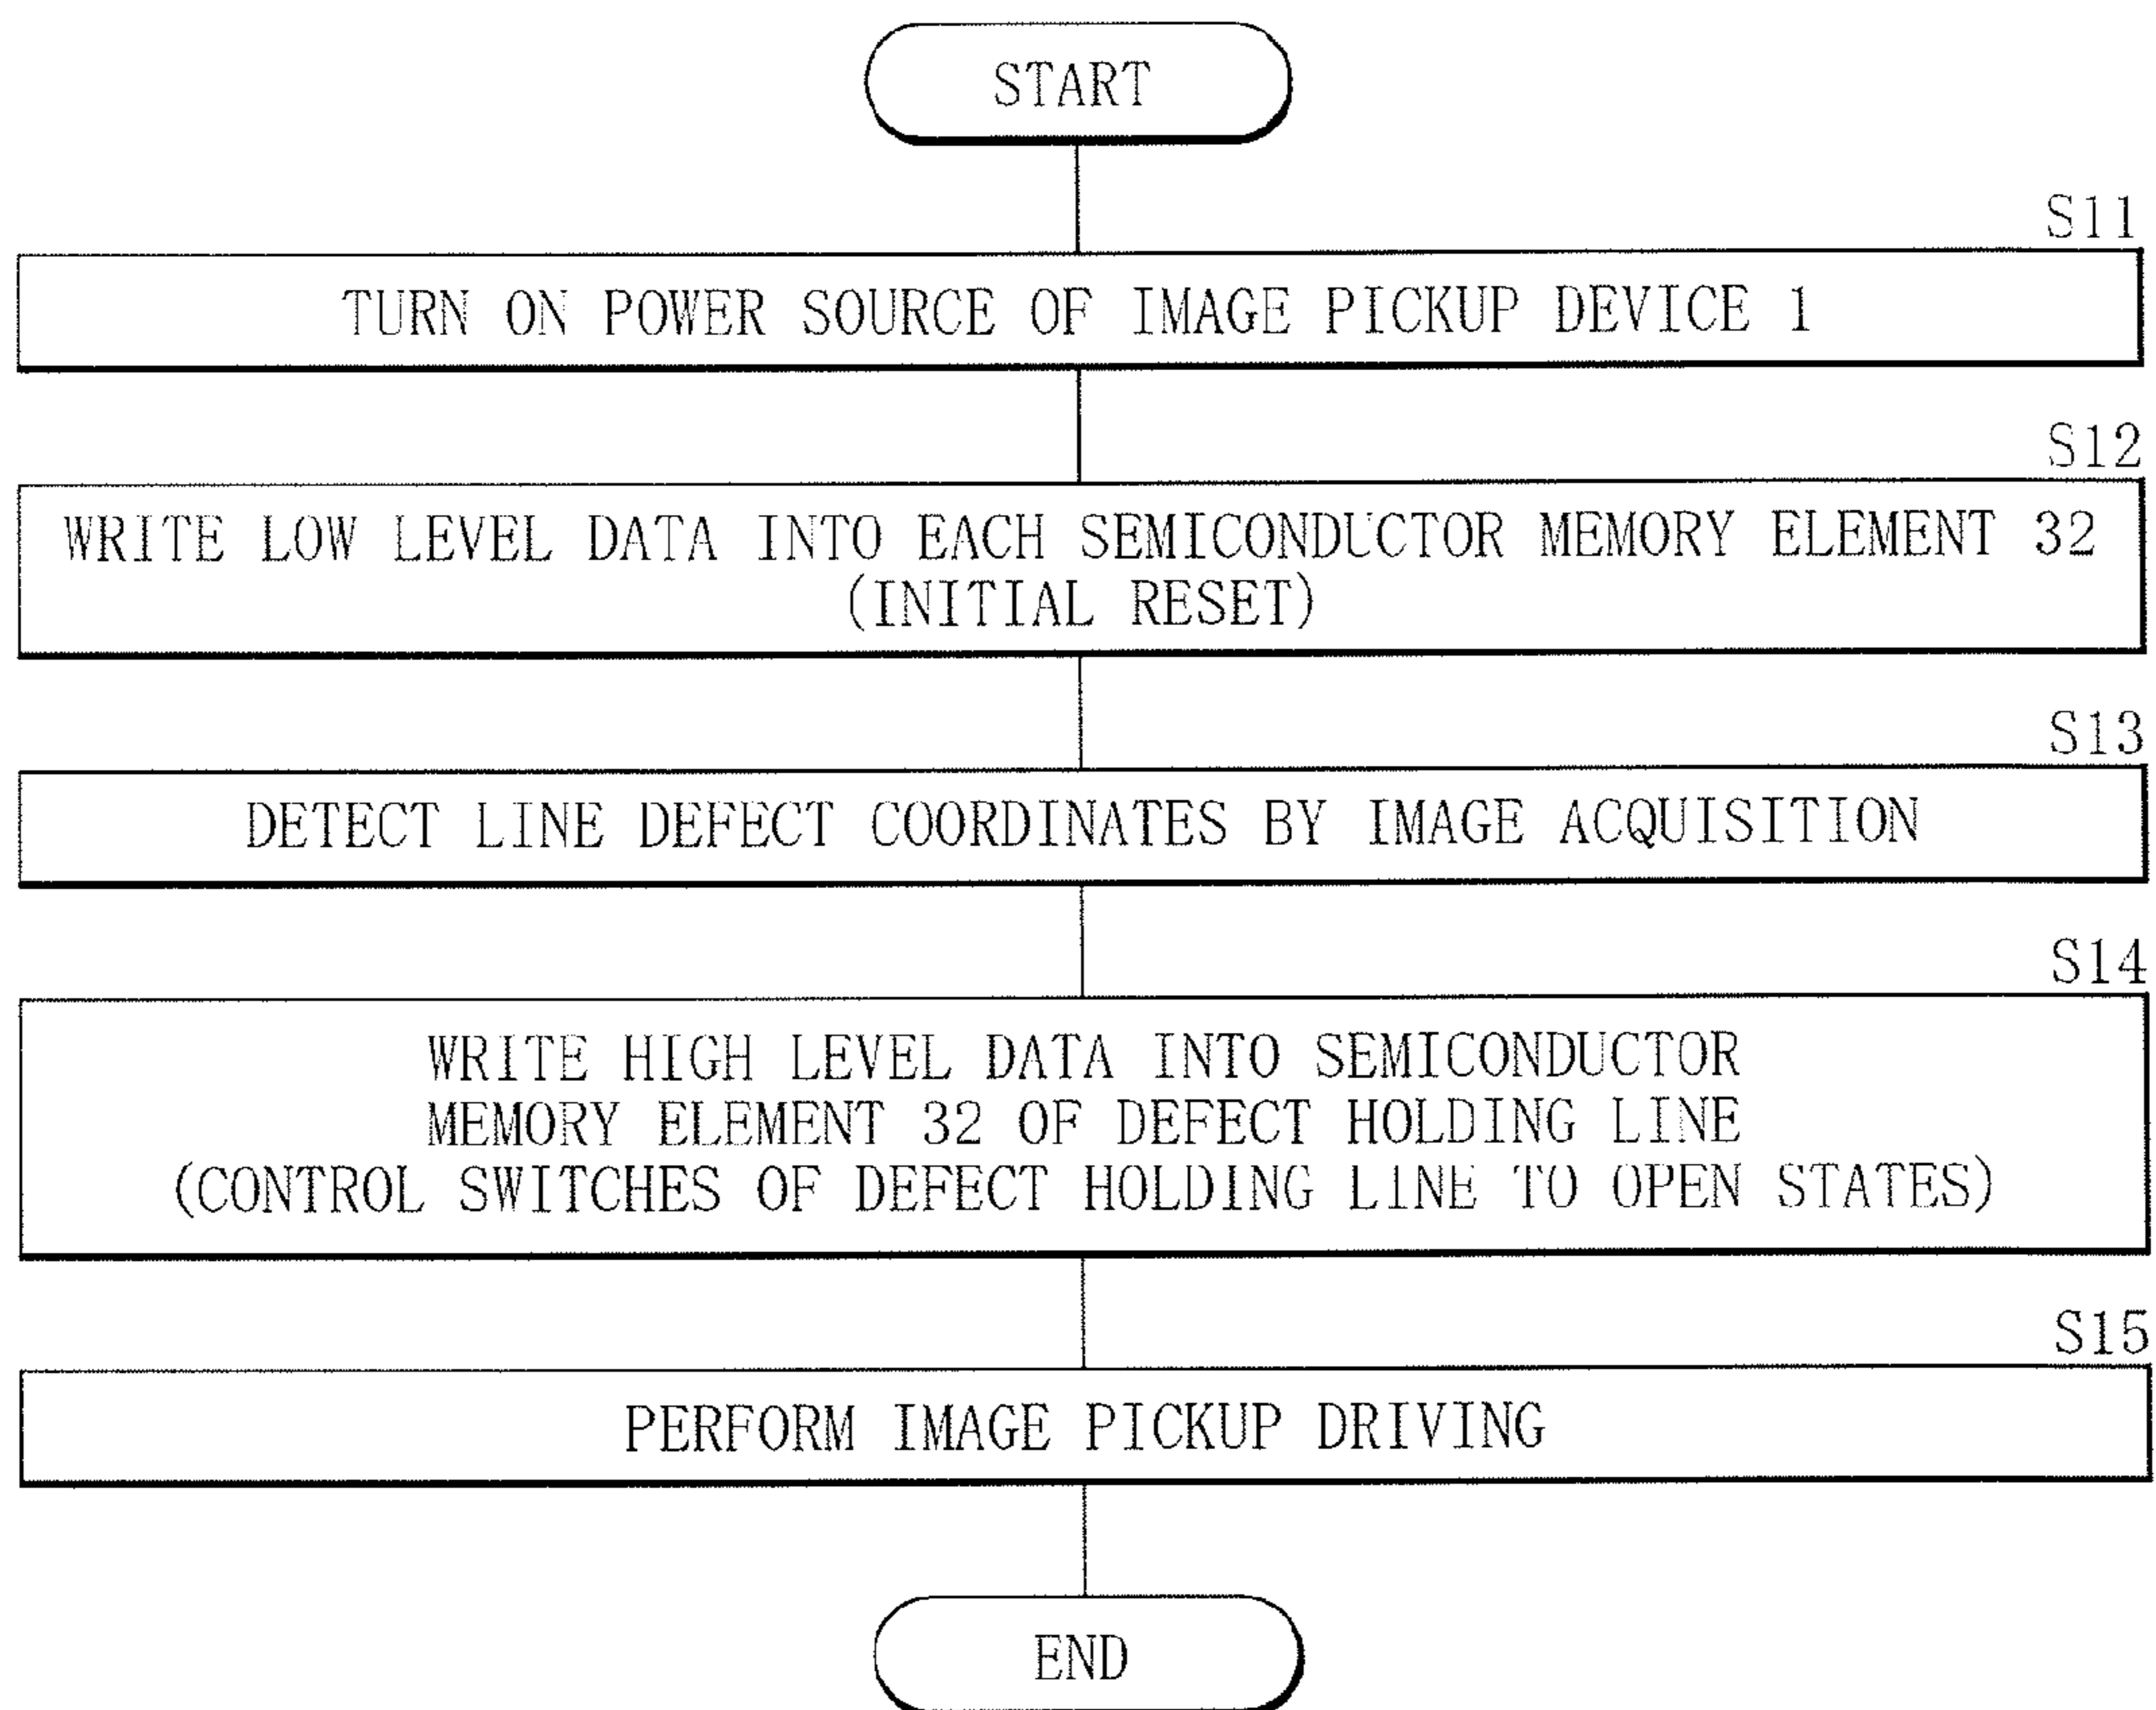 START
S11
TURN ON POWER SOURCE OF IMAGE PICKUP DEVICE 1
S12
WRITE LOW LEVEL DATA INTO EACH SEMICONDUCTOR MEMORY ELEMENT 32
(INITIAL RESET)
S13
DETECT LINE DEFECT COORDINATES BY IMAGE ACQUISITION
S14
WRITE HIGH LEVEL DATA INTO SEMICONDUCTOR
MEMORY ELEMENT 32 OF DEFECT HOLDING LINE
(CONTROL SWITCHES OF DEFECT HOLDING LINE TO OPEN STATES)
S15
PERFORM IMAGE PICKUP DRIVING
END